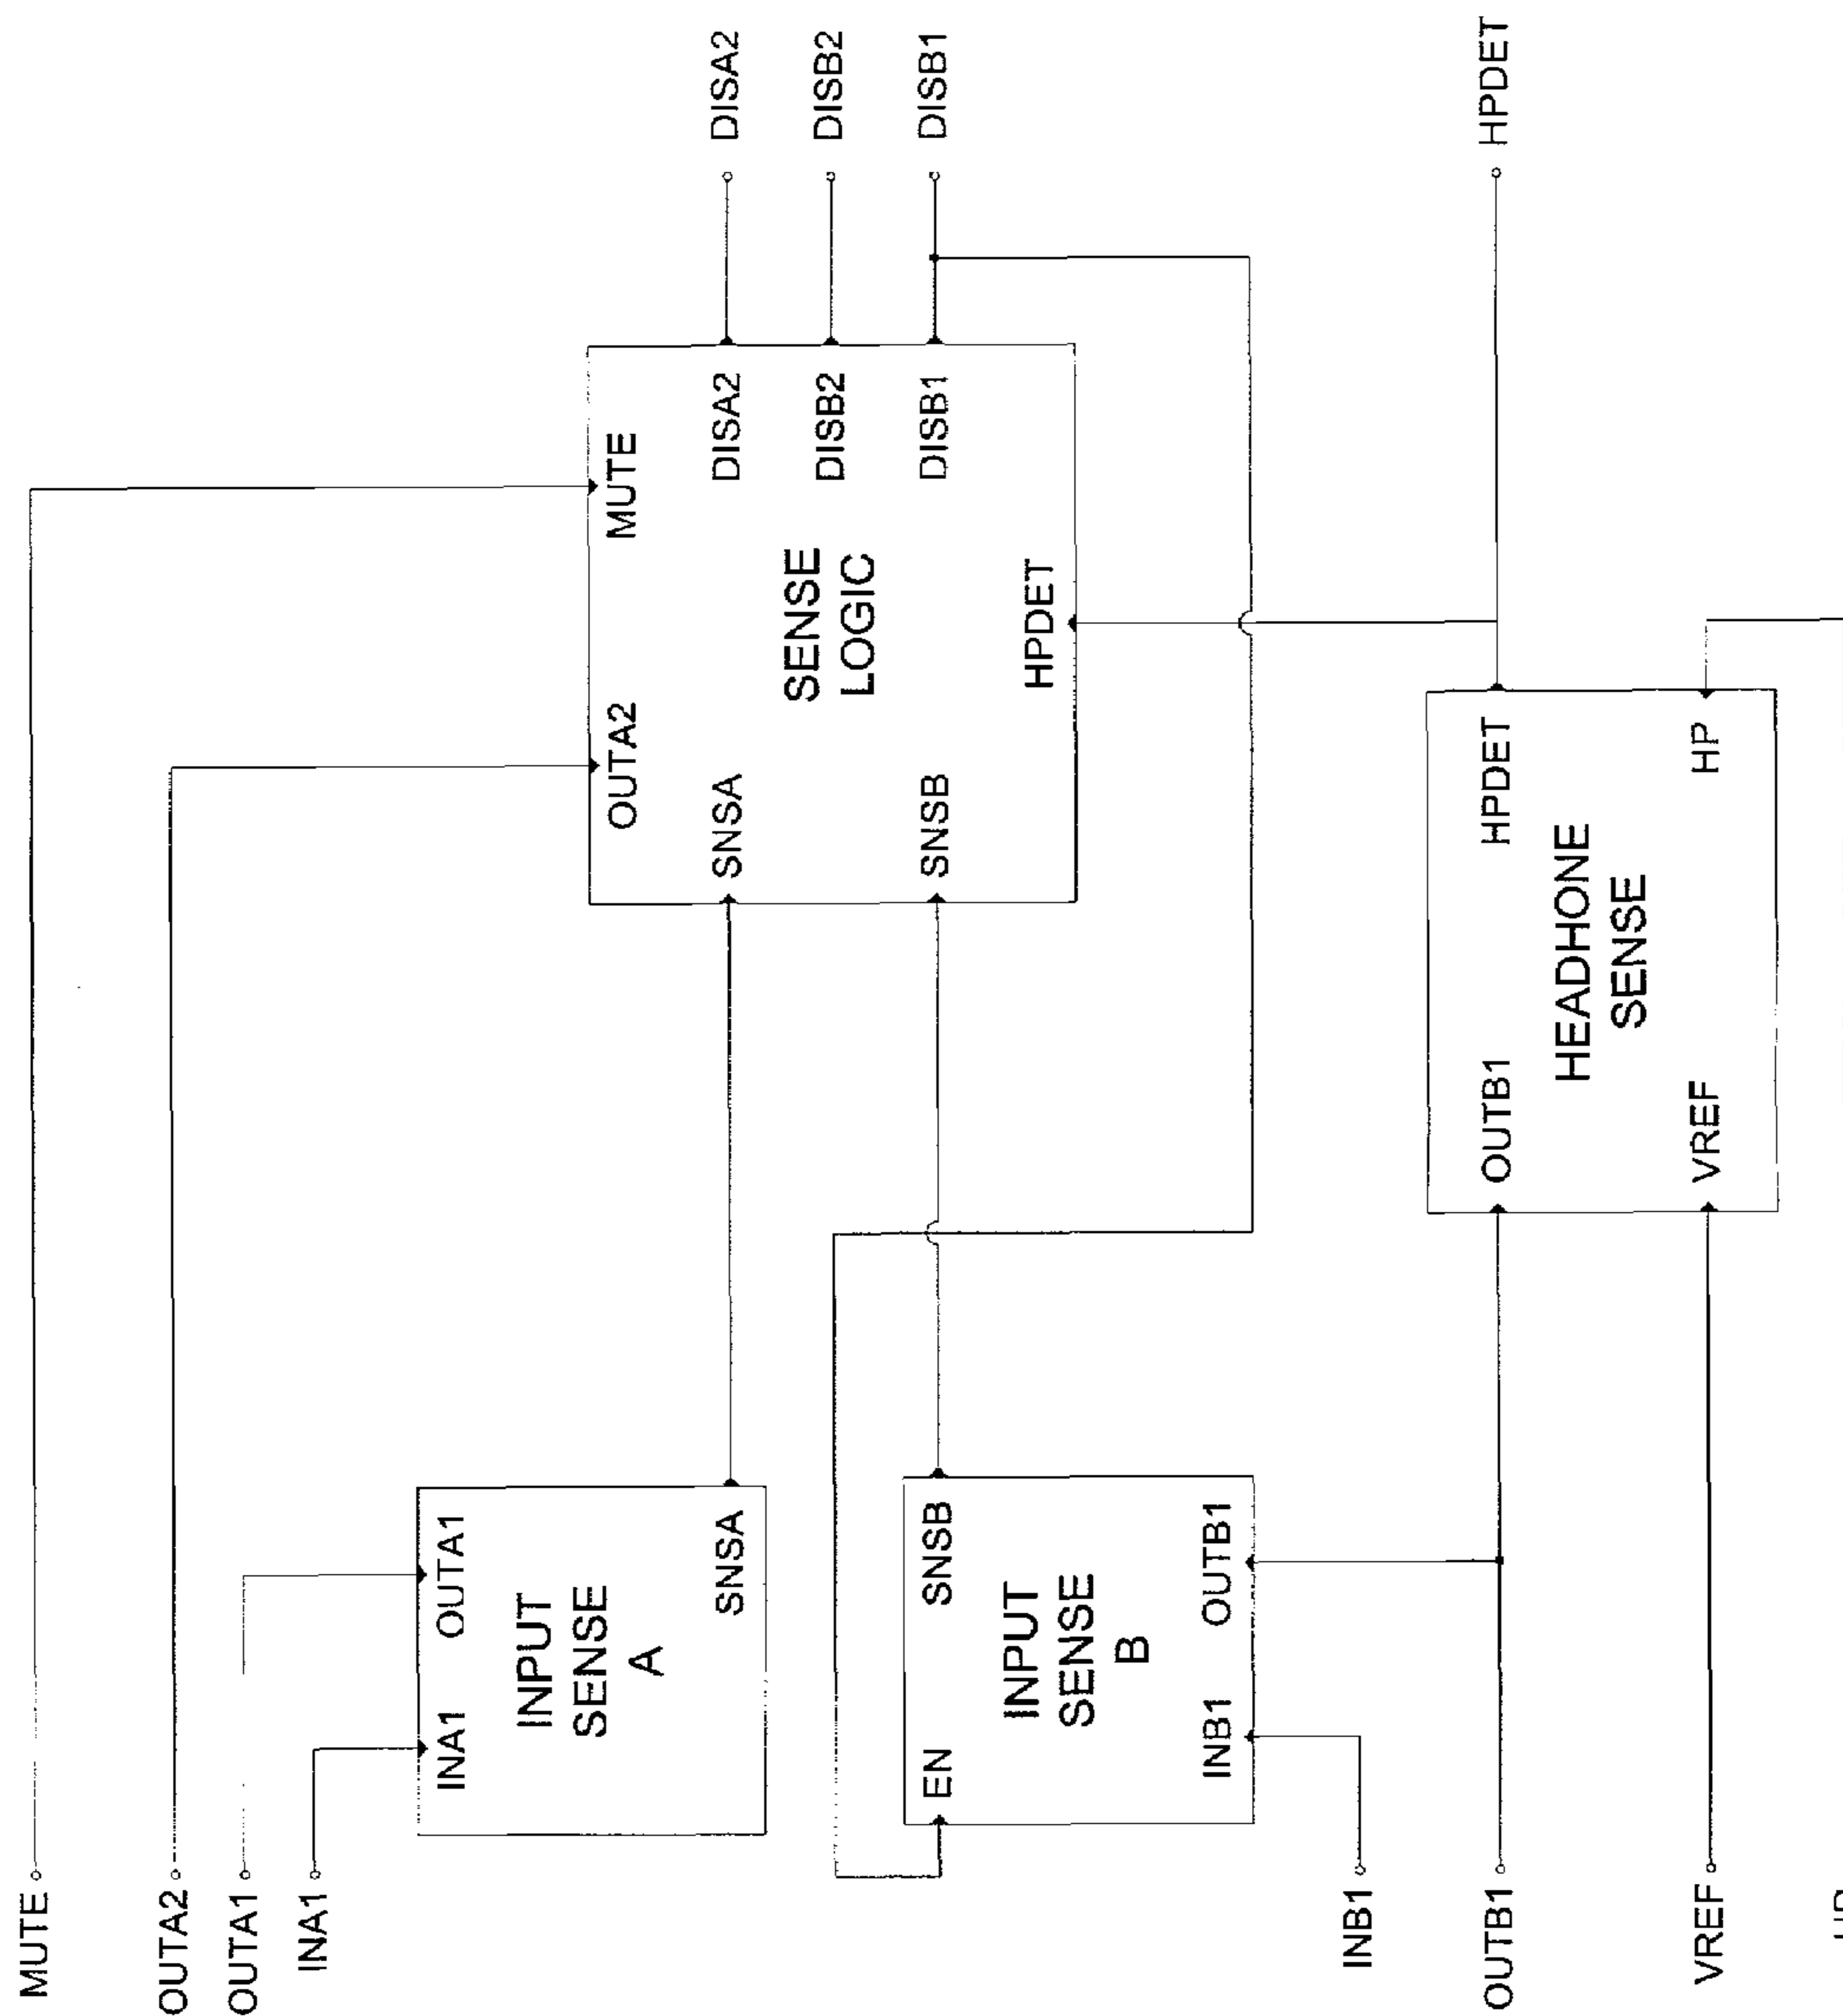 MUTE
OUTA2
OUTA1
INA1
INB1
OUTB1
VREF
HP
INA1
OUTA1
INPUT
SENSE
A
SNSA
EN
SNSB
INPUT
SENSE
B
INB1
OUTB1
OUTA2
MUTE
SNSA
DISA2
DISB2
SENSE
LOGIC
SNSB
DISB1
HPDET
OUTB1
HPDET
HEADHONE
SENSE
VREF
HP
DISA2
DISB2
DISB1
HPDET